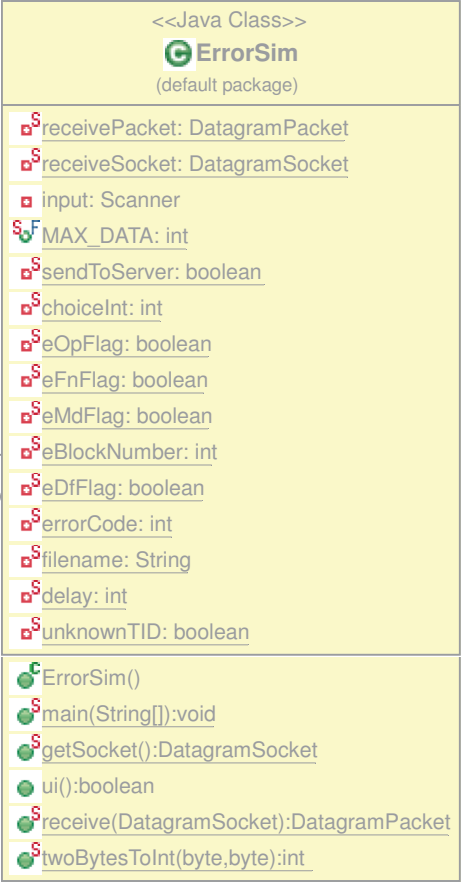 <<Java Class>>
C ErrorSim
(default package)
S receivePacket: DatagramPacket
S receiveSocket: DatagramSocket
input: Scanner
S F MAX_DATA: int
S sendToServer: boolean
S choiceInt: int
S eOpFlag: boolean
S eFnFlag: boolean
S eMdFlag: boolean
S eBlockNumber: int
S eDfFlag: boolean
S errorCode: int
S filename: String
S delay: int
S unknownTID: boolean
C ErrorSim()
S main(String[]):void
S getSocket():DatagramSocket
ui():boolean
S receive(DatagramSocket):DatagramPacket
S twoBytesToInt(byte,byte):int